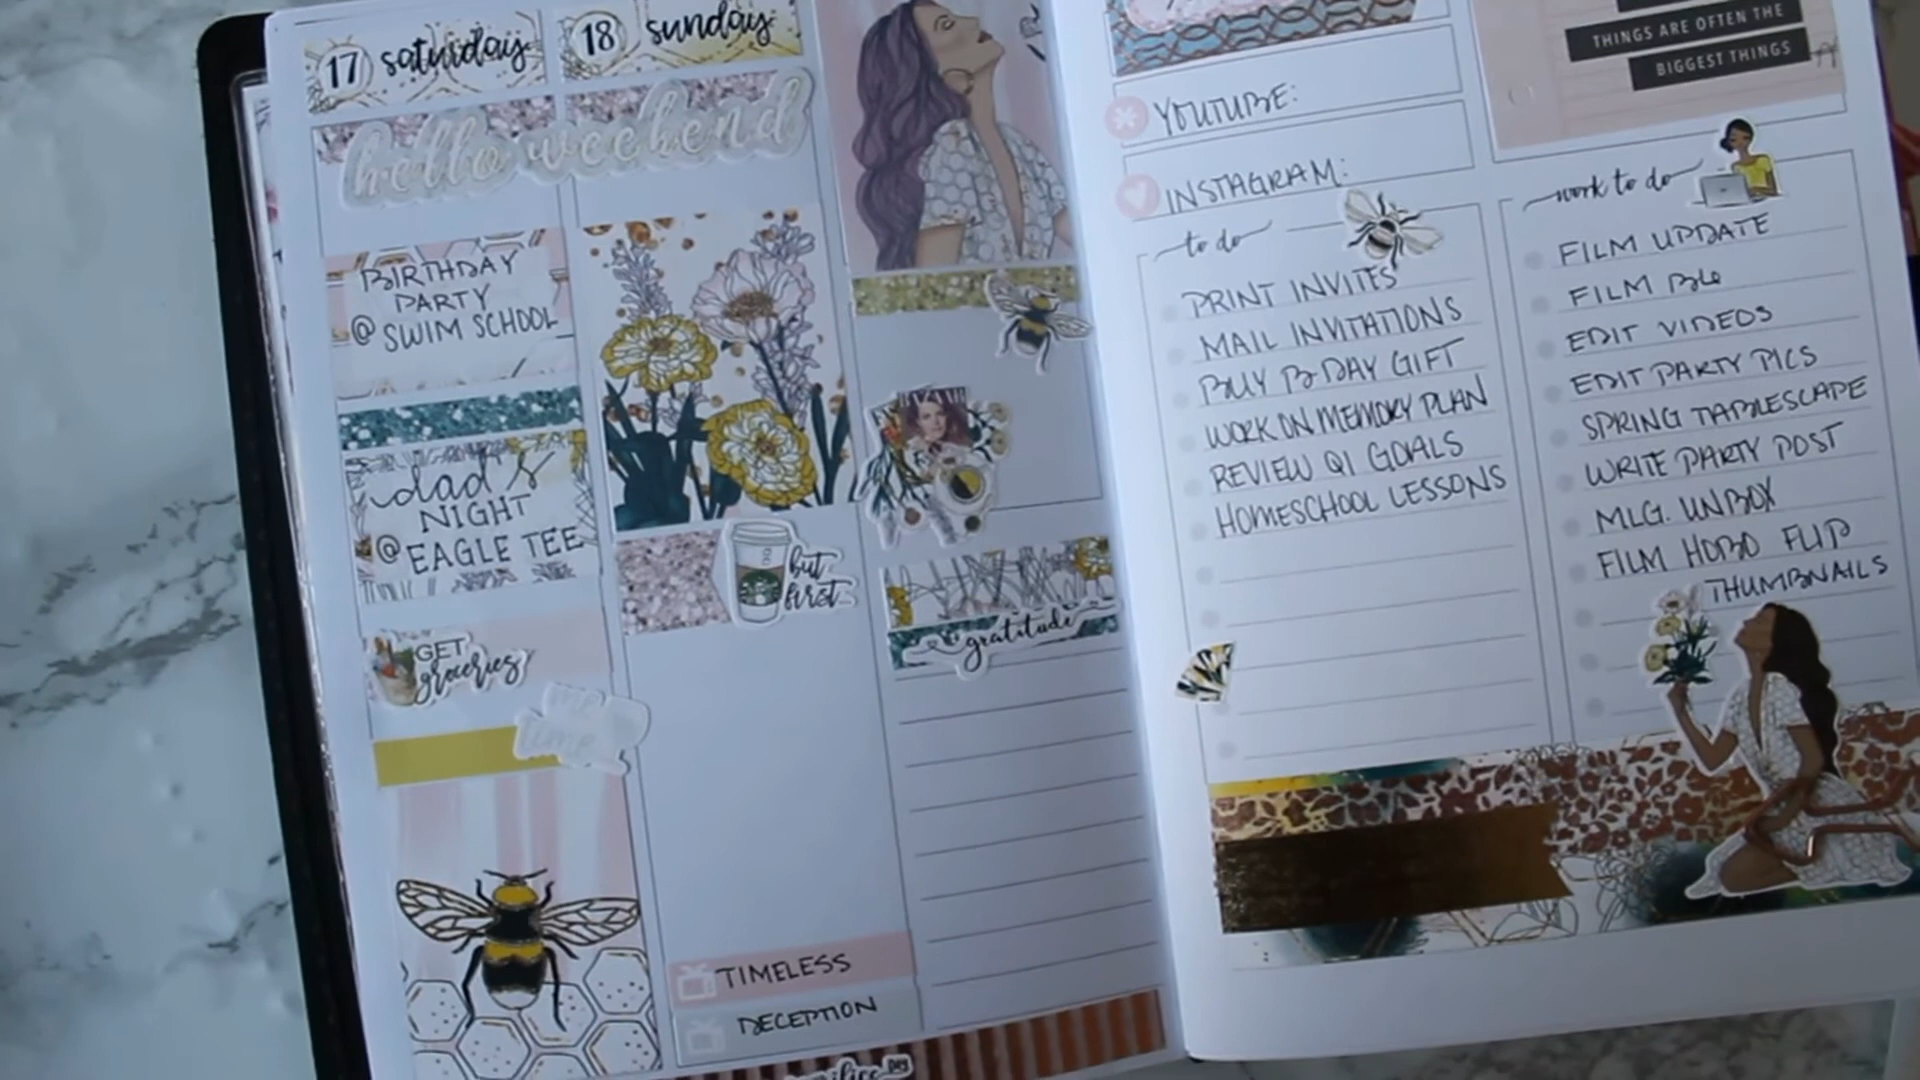 17 saturday
18 sunday
hello weekend
BIRTHDAY
PARTY
@ SWIM SCHOOL
dad's
NIGHT
@ EAGLE TEE
GET
groceries
me
time
but
first
TIMELESS
DECEPTION
BAZAAR
gratitude
THINGS ARE OFTEN THE
BIGGEST THINGS
YOUTUBE:
INSTAGRAM:
to do
PRINT INVITES
MAIL INVITATIONS
BUY B-DAY GIFT
WORK ON MEMORY PLAN
REVIEW Q1 GOALS
HOMESCHOOL LESSONS
work to do
FILM UPDATE
FILM
EDIT VIDEOS
EDIT PARTY PICS
SPRING TABLESCAPE
WRITE PARTY POST
MLG. UNBOX
FILM HOBO FLIP
THUMBNAILS